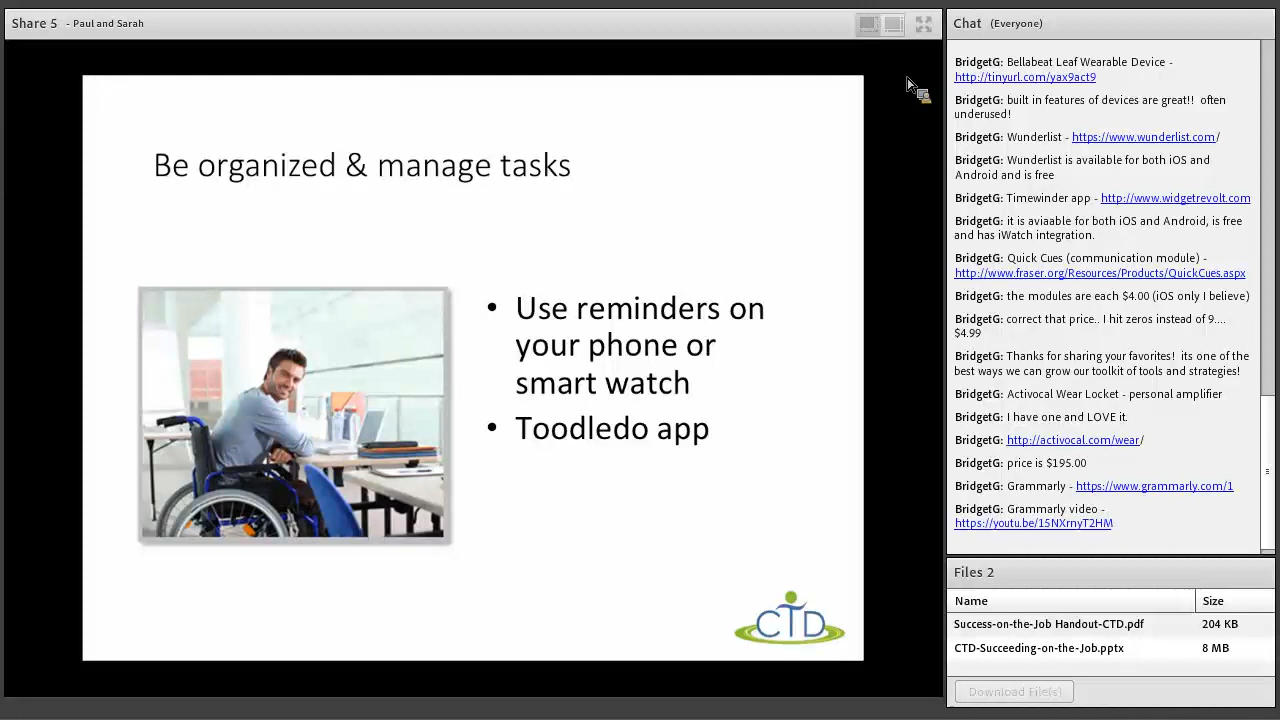 Share 5 - Paul and Sarah
Be organized & manage tasks
• Use reminders on
your phone or
smart watch
• Toodledo app
CTD
Chat (Everyone)
BridgetG: Bellabeat Leaf Wearable Device -
http://tinyurl.com/yax9act9
BridgetG: built in features of devices are great!! often
underused!
BridgetG: Wunderlist - https://www.wunderlist.com/
BridgetG: Wunderlist is available for both iOS and
Android and is free
BridgetG: Timewinder app - http://www.widgetrevolt.com
BridgetG: it is aviaable for both iOS and Android, is free
and has iWatch integration.
BridgetG: Quick Cues (communication module) -
http://www.fraser.org/Resources/Products/QuickCues.aspx
BridgetG: the modules are each $4.00 (iOS only I believe)
BridgetG: correct that price.. I hit zeros instead of 9....
$4.99
BridgetG: Thanks for sharing your favorites! its one of the
best ways we can grow our toolkit of tools and strategies!
BridgetG: Activocal Wear Locket - personal amplifier
BridgetG: I have one and LOVE it.
BridgetG: http://activocal.com/wear/
BridgetG: price is $195.00
BridgetG: Grammarly - https://www.grammarly.com/1
BridgetG: Grammarly video -
https://youtu.be/15NXrnyT2HM
Files 2
Name Size
Success-on-the-Job Handout-CTD.pdf 204 KB
CTD-Succeeding-on-the-Job.pptx 8 MB
Download File(s)